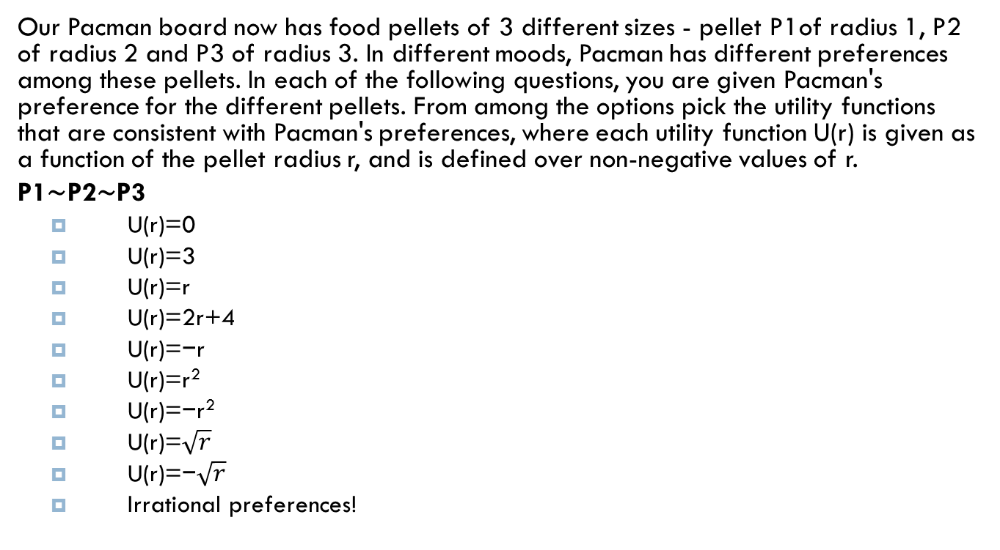 Our Pacman board now has food pellets of 3 different sizes - pellet P1of radius 1, P2
of radius 2 and P3 of radius 3. In different moods, Pacman has different preferences
among these pellets. In each of the following questions, you are given Pacman's
preference for the different pellets. From among the options pick the utility functions
that are consistent with Pacman's preferences, where each utility function U(r) is given as
a function of the pellet radius r, and is defined over non-negative values of r.
P1~P2~P3
U(r)=0
U(r)=3
U(r)=r
U(r)=2r+4
U(r)=−r
U(r)=r²
U(r)=−r²
U(r)=√r
U(r)=−√r
Irrational preferences!